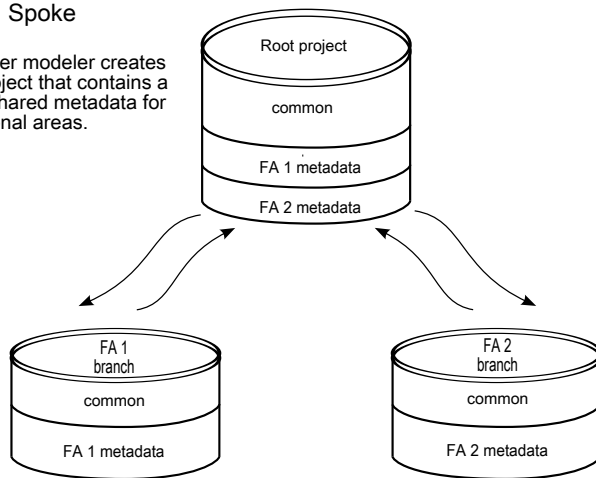 Spoke
er modeler creates
oject that contains a
hared metadata for
nal areas.
Root project
common
FA 1 metadata
FA 2 metadata
FA 1
branch
common
FA 1 metadata
FA 2
branch
common
FA 2 metadata